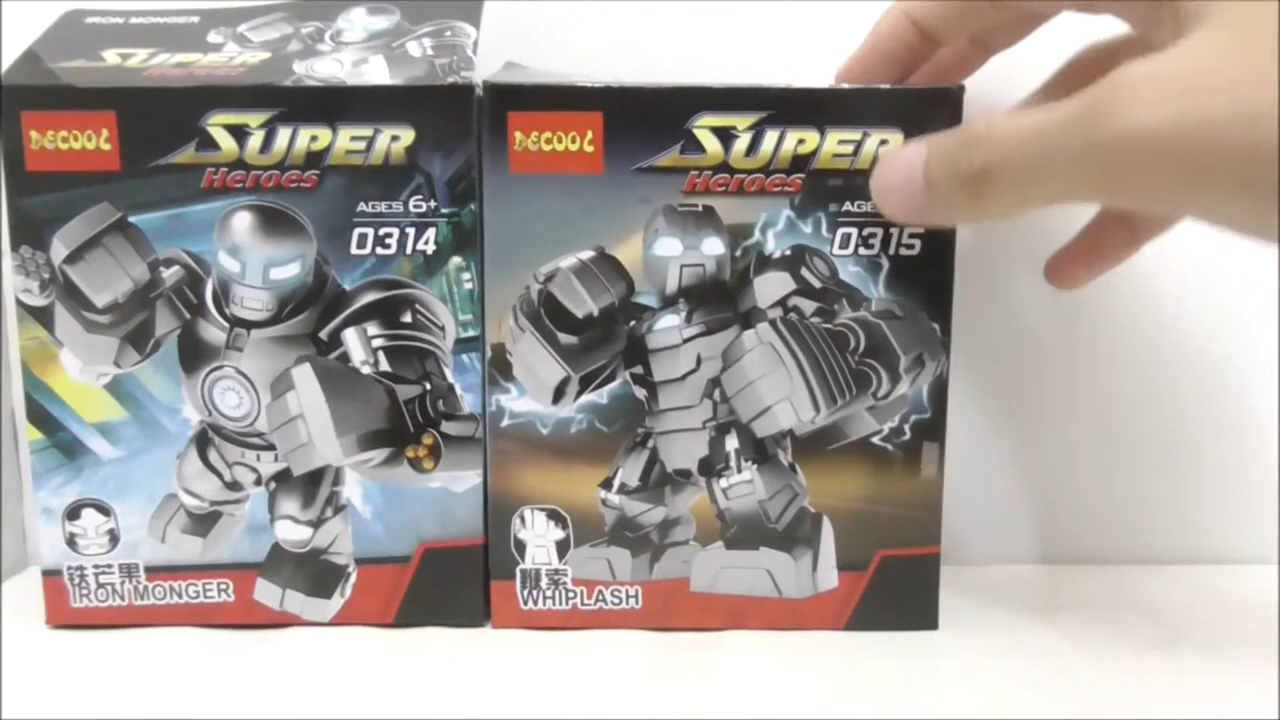 IRON MONGER
SUPER
Heroes
DECOOL
SUPER
Heroes
AGES 6+
0314
铁芒果
IRON MONGER
DECOOL
SUPER
Heroes
AGE
0315
鞭索
WHIPLASH